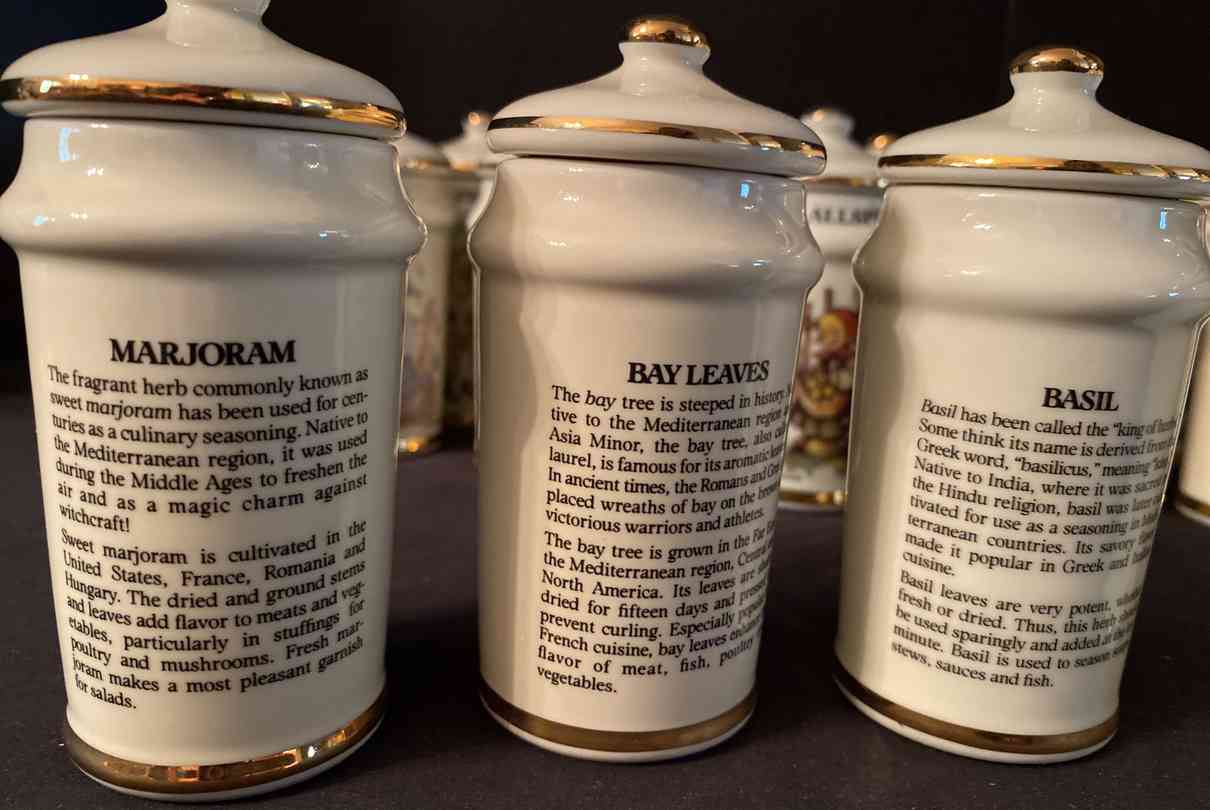 MARJORAM
The fragrant herb commonly known as
sweet marjoram has been used for cen-
turies as a culinary seasoning. Native to
the Mediterranean region, it was used
during the Middle Ages to freshen the
air and as a magic charm against
witchcraft!
Sweet marjoram is cultivated in the
United States, France, Romania and
Hungary. The dried and ground stems
and leaves add flavor to meats and veg-
etables, particularly in stuffings for
poultry and mushrooms. Fresh mar-
joram makes a most pleasant garnish
for salads.
BAY LEAVES
The bay tree is steeped in history.
tive to the Mediterranean region
Asia Minor, the bay tree, also
laurel, is famous for its aromatic
In ancient times, the Romans and
placed wreaths of bay on the
victorious warriors and athletes.
The bay tree is grown in the Far
the Mediterranean region,
North America. Its leaves are
dried for fifteen days and
prevent curling. Especially
French cuisine, bay leaves
flavor of meat, fish, poultry
vegetables.
ALLSP
BASIL
Basil has been called the "king of
Some think its name is derived from
Greek word, "basilicus," meaning
Native to India, where it was sacred
the Hindu religion, basil was later
tivated for use as a seasoning in
terranean countries. Its savory
made it popular in Greek and
cuisine.
Basil leaves are very potent,
fresh or dried. Thus, this herb
be used sparingly and added at the
minute. Basil is used to season
stews, sauces and fish.